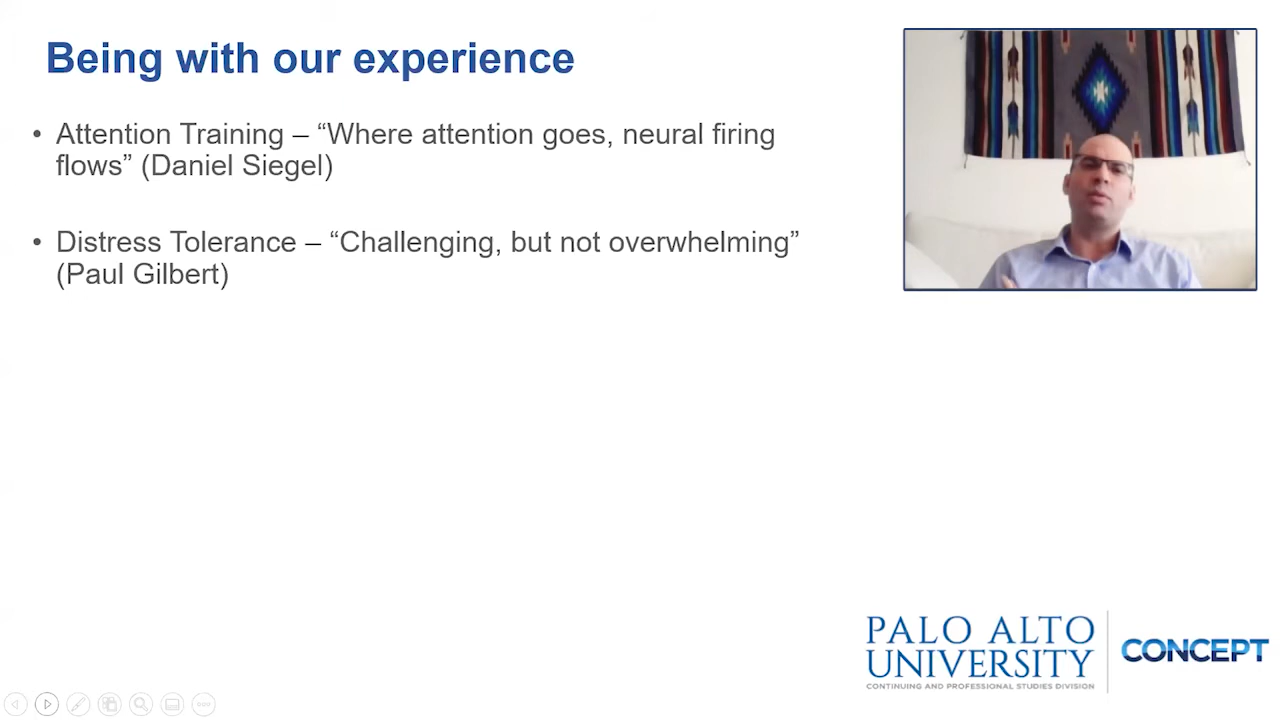 Being with our experience
• Attention Training – “Where attention goes, neural firing
flows” (Daniel Siegel)
• Distress Tolerance – “Challenging, but not overwhelming”
(Paul Gilbert)
PALO ALTO
UNIVERSITY
CONTINUING AND PROFESSIONAL STUDIES DIVISION
CONCEPT